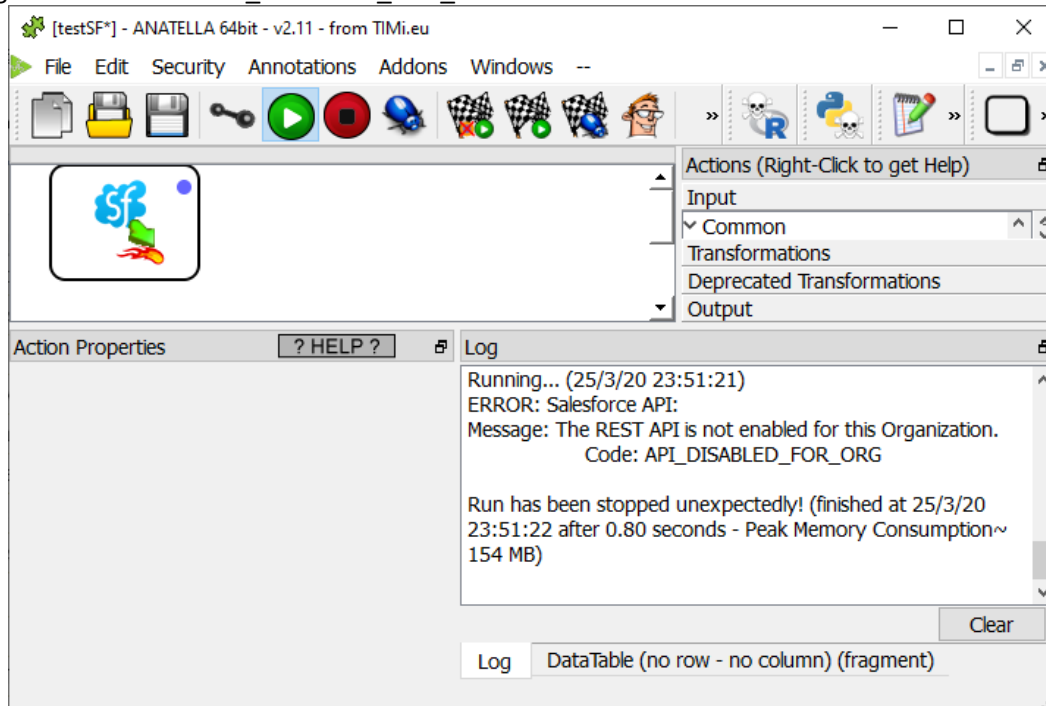 [testSF*] - ANATELLA 64bit - v2.11 - from TIMi.eu
File Edit Security Annotations Addons Windows --
R
»
»
Sf
Actions (Right-Click to get Help)
Input
Common
Transformations
Deprecated Transformations
Output
Action Properties
? HELP ?
Log
Running... (25/3/20 23:51:21)
ERROR: Salesforce API:
Message: The REST API is not enabled for this Organization.
Code: API_DISABLED_FOR_ORG
Run has been stopped unexpectedly! (finished at 25/3/20
23:51:22 after 0.80 seconds - Peak Memory Consumption~
154 MB)
Clear
Log
DataTable (no row - no column) (fragment)